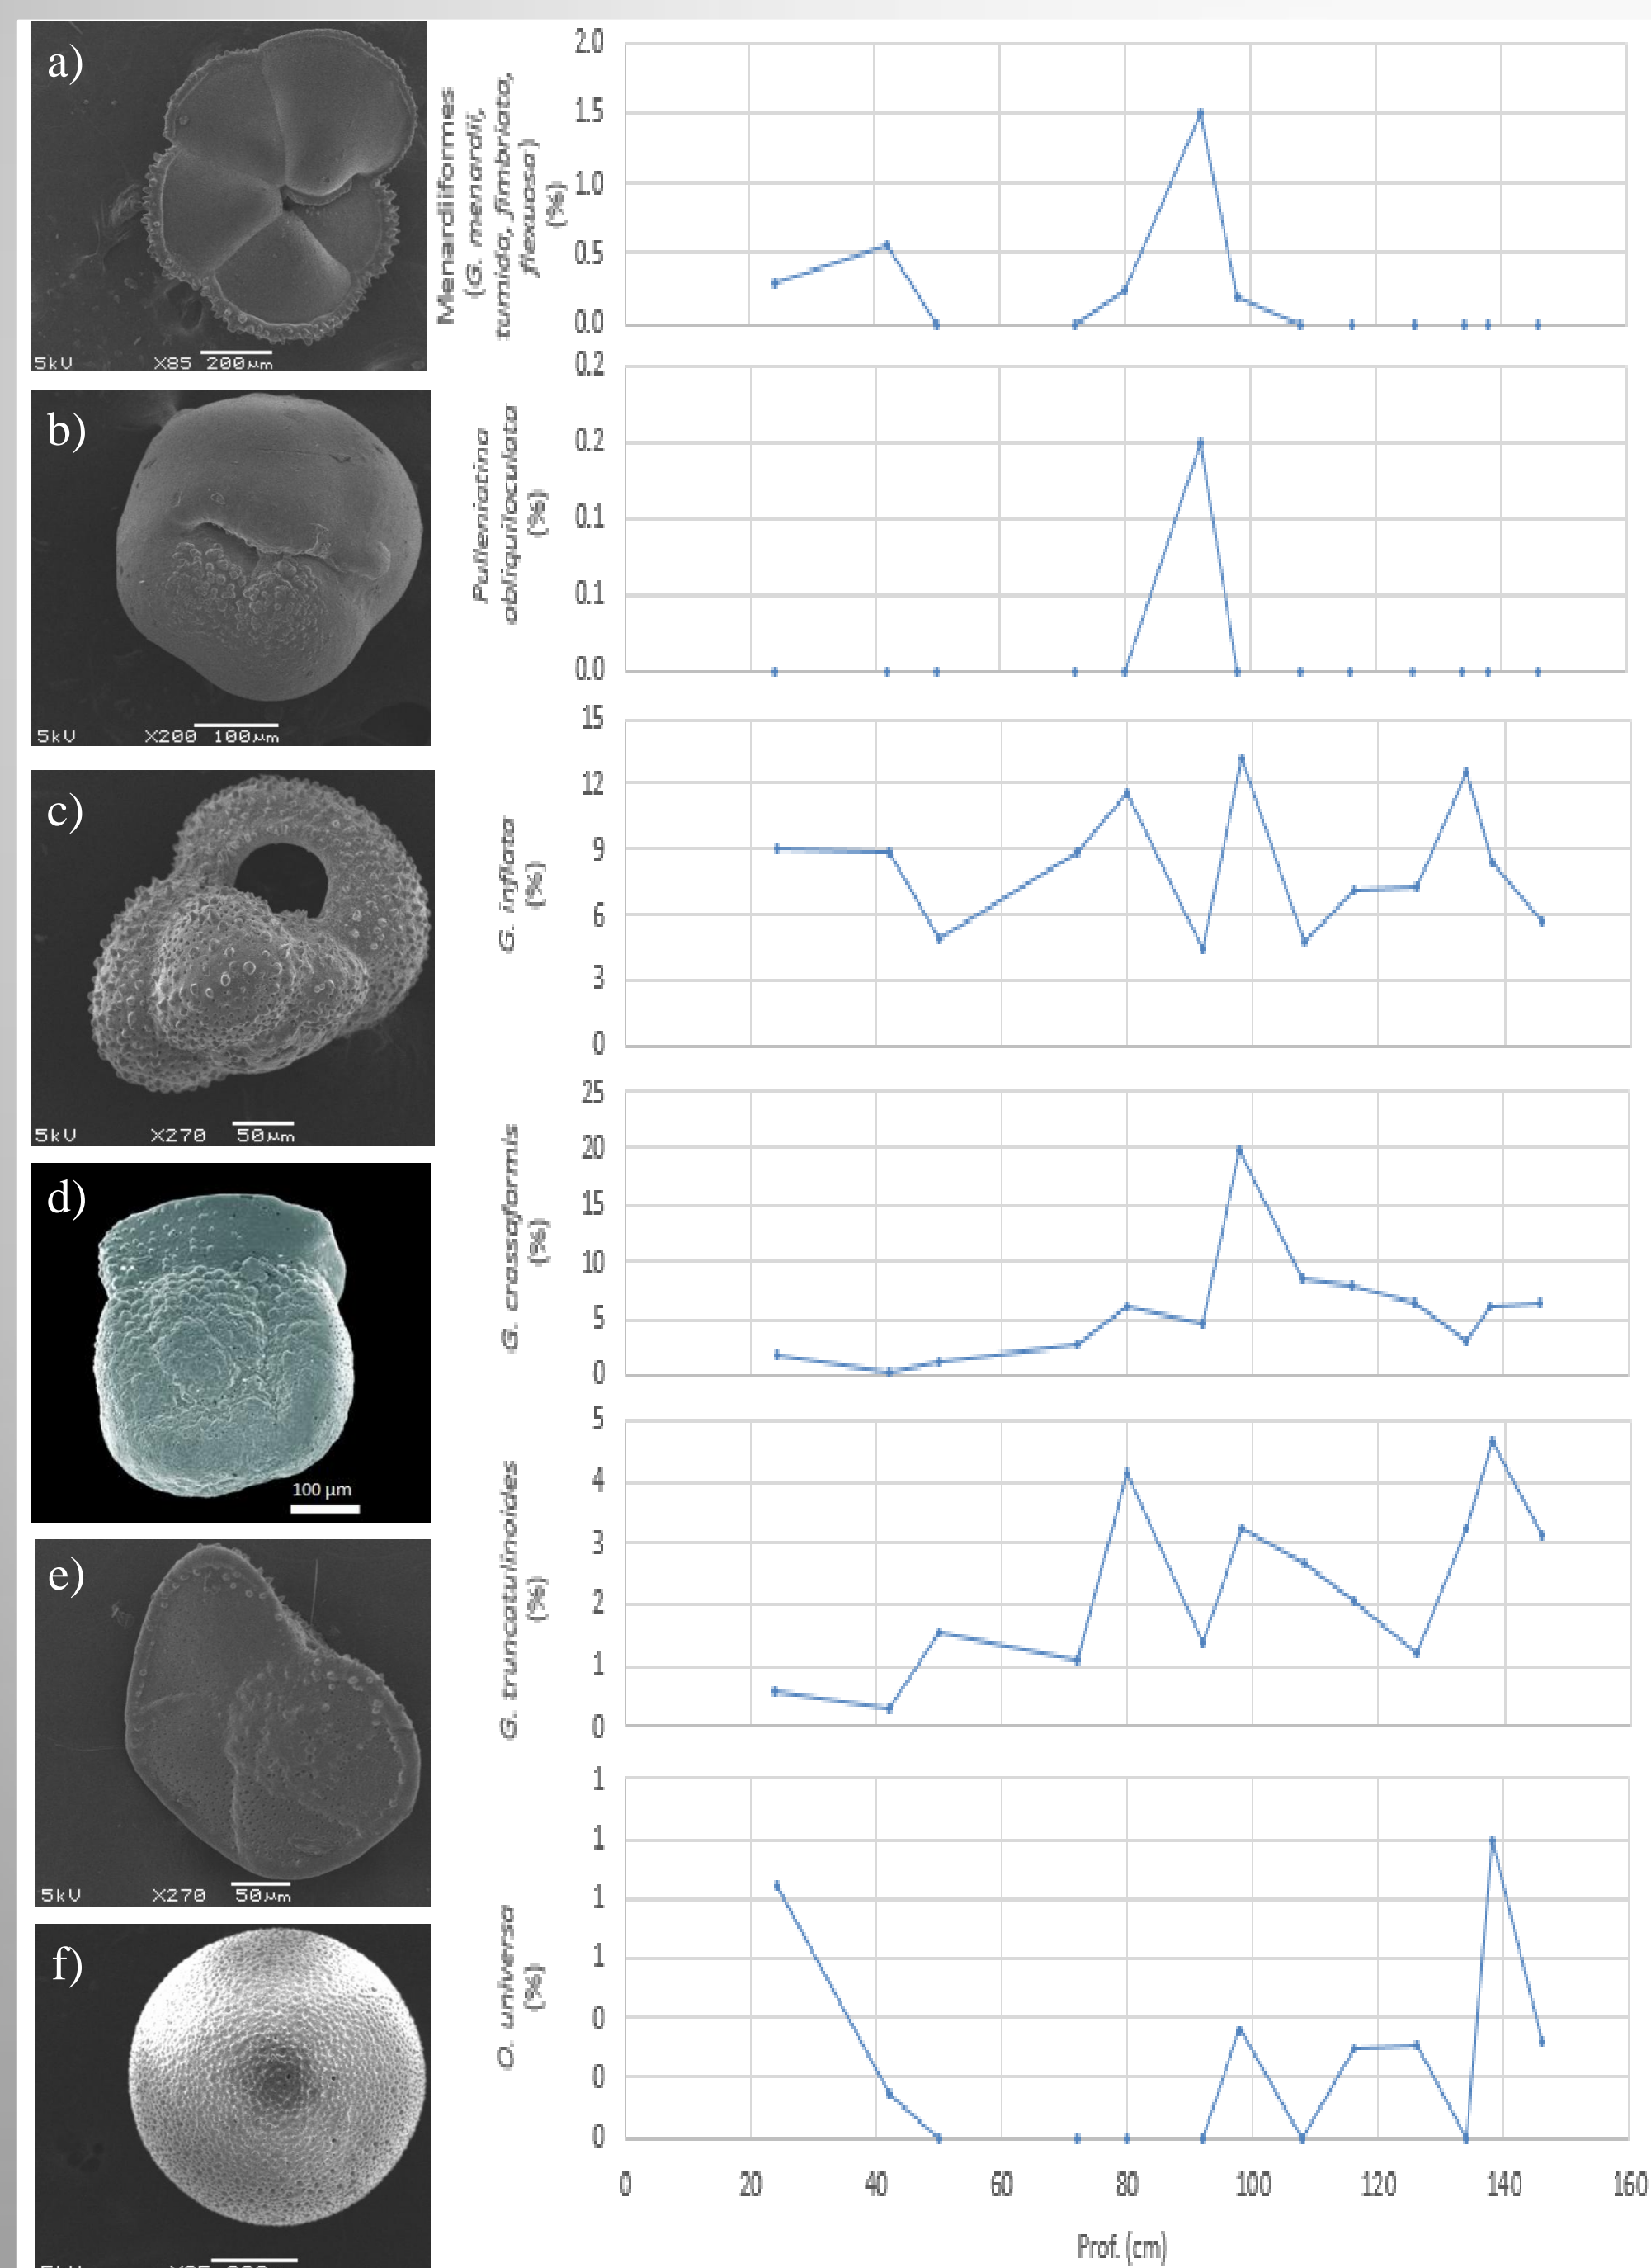 a)
5kV X85 200µm
Menardiiformes
(G. menardii,
tumida, fimbriata,
flexuosa)
(%)
2.0
1.5
1.0
0.5
0.0
b)
5kV X200 100µm
Pulleniatina
obliquiloculata
(%)
0.2
0.2
0.1
0.1
0.0
c)
5kV X270 50µm
G. inflata
(%)
15
12
9
6
3
0
d)
100 µm
G. crassaformis
(%)
25
20
15
10
5
0
e)
5kV X270 50µm
G. truncatulinoides
(%)
5
4
3
2
1
0
f)
O. universa
(%)
1
1
1
1
0
0
0
0 20 40 60 80 100 120 140 160
Prof. (cm)